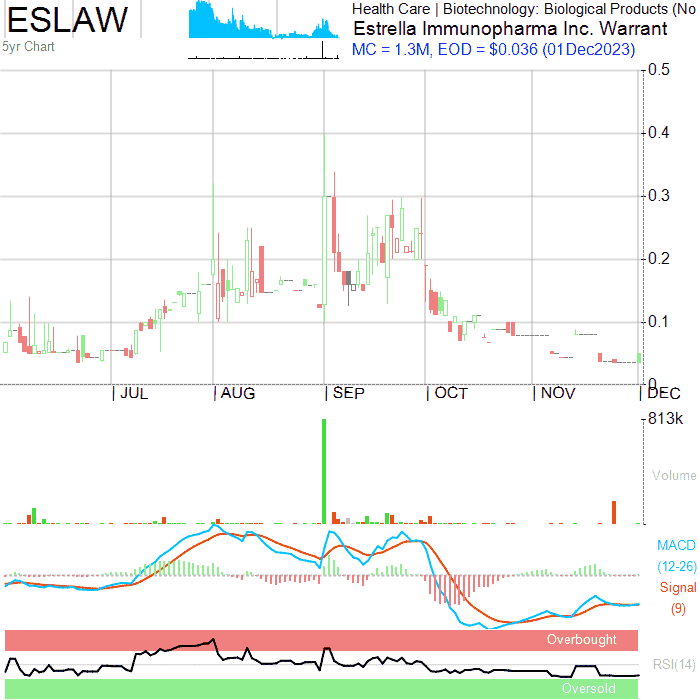 ESLAW
Health Care | Biotechnology: Biological Products (No
Estrella Immunopharma Inc. Warrant
5yr Chart
MC = 1.3M, EOD = $0.036 (01Dec2023)
0.5
0.4
0.3
0.2
0.1
0
JUL
AUG
SEP
OCT
NOV
DEC
813k
Volume
MACD
(12-26)
Signal
(9)
Overbought
RSI(14)
Oversold